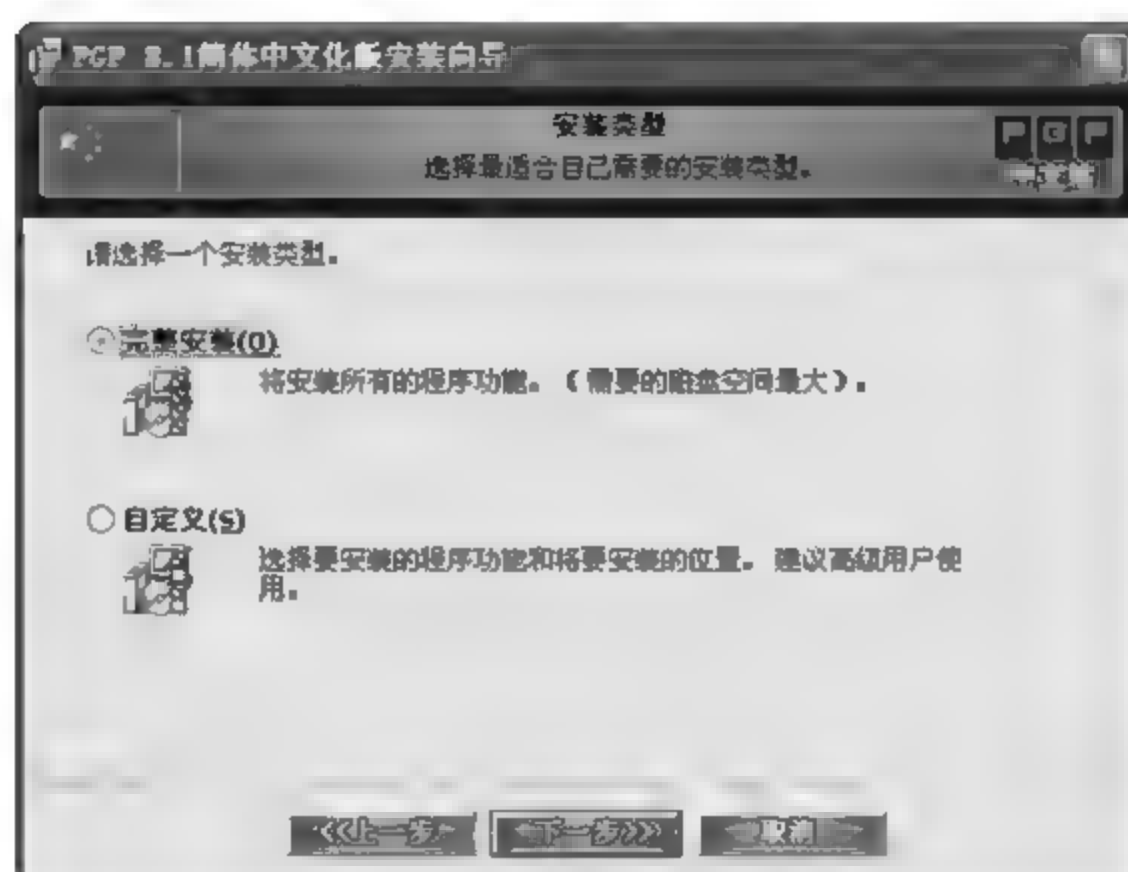 PGP 8.1简体中文化版安装向导
安装类型
选择最适合自己需要的安装类型。
PGP
请选择一个安装类型。
完整安装(O)
将安装所有的程序功能。(需要的磁盘空间最大)。
自定义(S)
选择要安装的程序功能和将要安装的位置。 建议高级用户使
用。
<<上一步 下一步>> 取消